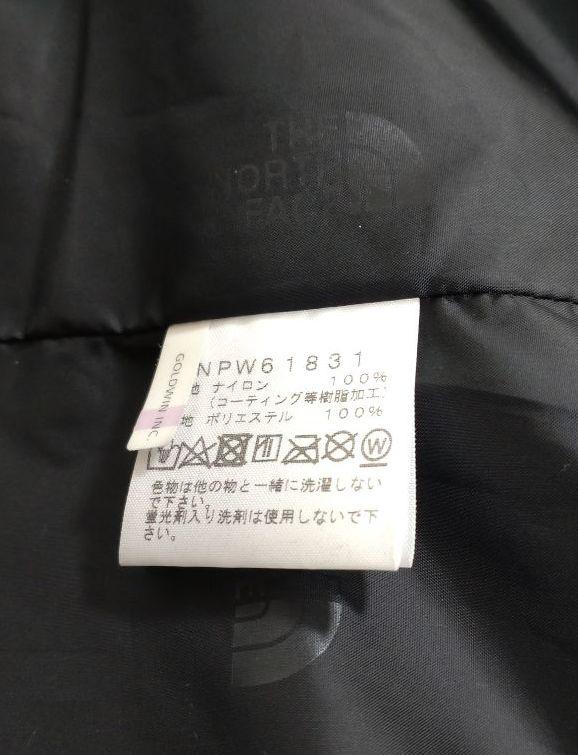 THE
NORTH
FACE
GOLDWIN INC.
NPW61831
地 ナイロン 100%
(コーティング等樹脂加工)
地 ポリエステル 100%
W
色物は他の物と一緒に洗濯しない
で下さい。
蛍光剤入り洗剤は使用しないで下
さい。